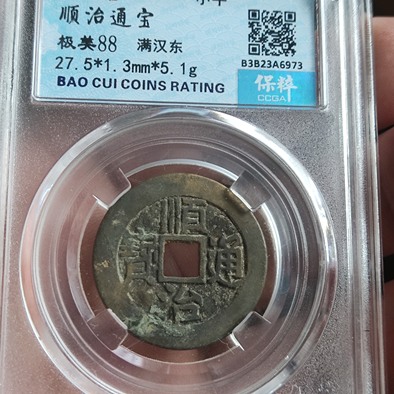 顺治通宝
极美88 满汉东
27.5*1.3mm*5.1g
BAO CUI COINS RATING
B3B23A6973
保粹
CCGA
順治通寳